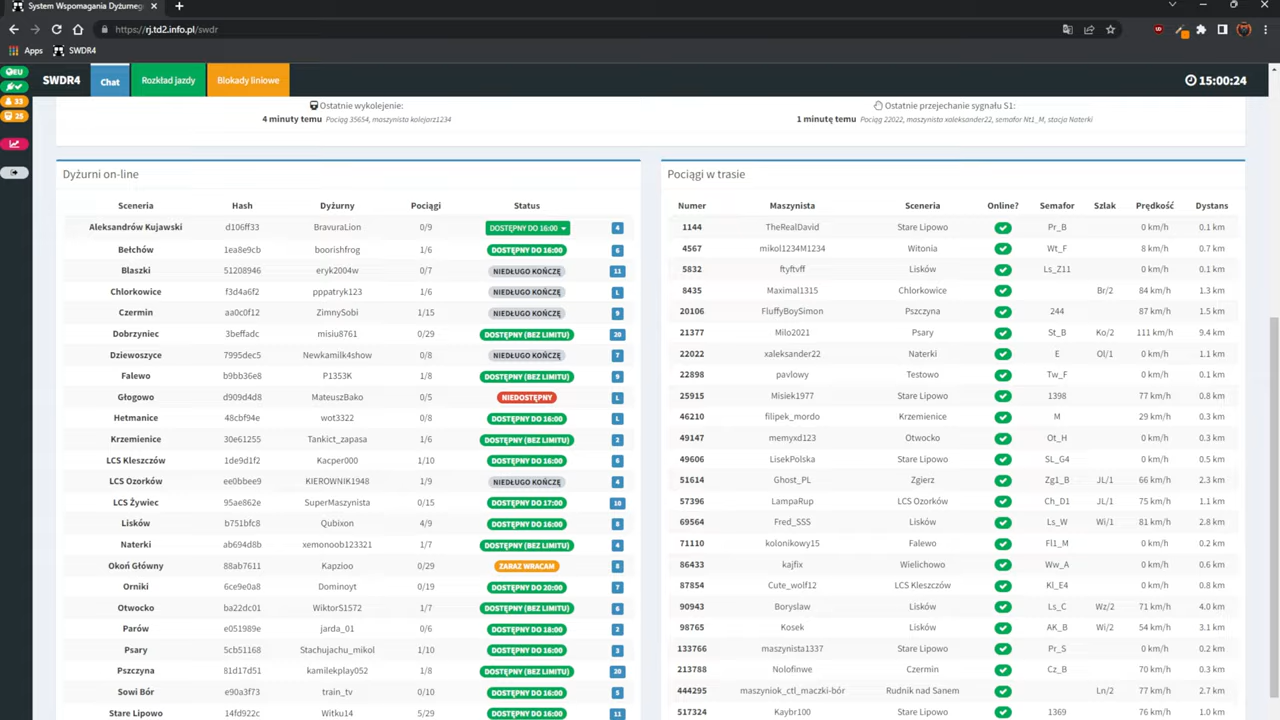 System Wspomagania Dyżurneg
https://rj.td2.info.pl/swdr
Apps SWDR4
EU SWDR4 Chat Rozkład jazdy Blokady liniowe 15:00:24
33
35
Ostatnie wykolejenie:
4 minuty temu Pociąg 35654, maszynista kolejarz1234
Ostatnie przejechanie sygnału S1:
1 minutę temu Pociąg 22022, maszynista xaleksander22, semafor Nt1_M, stacja Naterki
Dyżurni on-line
Sceneria Hash Dyżurny Pociągi Status
Aleksandrów Kujawski d106ff33 BravuraLion 0/9 DOSTĘPNY DO 16:00 4
Bełchów 1ea8e9cb boorishfrog 1/6 DOSTĘPNY DO 16:00 6
Blaszki 51208946 eryk2004w 0/7 NIEDŁUGO KOŃCZĘ 11
Chlorkowice f3d4a6f2 pppatryk123 1/6 NIEDŁUGO KOŃCZĘ L
Czermin aa0c0f12 ZimnySobi 1/15 NIEDŁUGO KOŃCZĘ 9
Dobrzyniec 3beffadc misiu8761 0/29 DOSTĘPNY (BEZ LIMITU) 20
Dziewoszyce 7995dec5 Newkamilk4show 0/8 NIEDŁUGO KOŃCZĘ 7
Falewo b9bb36e8 P1353K 1/8 DOSTĘPNY (BEZ LIMITU) 9
Głogowo d909d4d8 MateuszBako 0/5 NIEDOSTĘPNY L
Hetmanice 48cbf94e wot3322 0/8 DOSTĘPNY DO 16:00 L
Krzemienice 30e61255 Tankict_zapasa 1/6 DOSTĘPNY (BEZ LIMITU) 2
LCS Kleszczów 1de9d1f2 Kacper000 1/10 DOSTĘPNY DO 16:00 6
LCS Ozorków ee0bbee9 KIEROWNIK1948 1/9 NIEDŁUGO KOŃCZĘ 4
LCS Żywiec 95ae862e SuperMaszynista 0/15 DOSTĘPNY DO 17:00 10
Lisków b751bfc8 Qubixon 4/9 DOSTĘPNY DO 16:00 8
Naterki ab694d8b xemonoob123321 1/7 DOSTĘPNY (BEZ LIMITU) 4
Okoń Główny 88ab7611 Kapzioo 0/29 ZARAZ WRACAM 8
Orniki 6ce9e0a8 Dominoyt 0/19 DOSTĘPNY DO 20:00 7
Otwocko ba22dc01 WiktorS1572 1/7 DOSTĘPNY (BEZ LIMITU) 6
Parów e051989e jarda_01 0/6 DOSTĘPNY DO 18:00 2
Psary 5cb51168 Stachujachu_mikol 1/10 DOSTĘPNY DO 16:00 3
Pszczyna 81d17d51 kamilekplay052 1/8 DOSTĘPNY (BEZ LIMITU) 20
Sowi Bór e90a3f73 train_tv 0/10 DOSTĘPNY DO 16:00 5
Stare Lipowo 14fd922c Witku14 5/29 DOSTĘPNY DO 16:00 11
Pociągi w trasie
Numer Maszynista Sceneria Online? Semafor Szlak Prędkość Dystans
1144 TheRealDavid Stare Lipowo Pr_B 0 km/h 0.1 km
4567 mikol1234M1234 Witonia Wt_F 8 km/h 0.7 km
5832 ftyftvff Lisków Ls_Z11 0 km/h 0.1 km
8435 Maximal1315 Chlorkowice Br/2 84 km/h 1.3 km
20106 FluffyBoySimon Pszczyna 244 87 km/h 1.5 km
21377 Milo2021 Psary St_B Ko/2 111 km/h 9.4 km
22022 xaleksander22 Naterki E Ol/1 0 km/h 1.1 km
22898 pavlowy Testowo Tw_F 0 km/h 0.1 km
25915 Misiek1977 Stare Lipowo 1398 77 km/h 0.8 km
46210 filipek_mordo Krzemienice M 29 km/h 0.3 km
49147 memyxd123 Otwocko Ot_H 0 km/h 0.3 km
49606 LisekPolska Stare Lipowo SL_G4 0 km/h 0.5 km
51614 Ghost_PL Zgierz Zg1_B JL/1 66 km/h 2.3 km
57396 LampaRup LCS Ozorków Ch_D1 JL/1 75 km/h 1.4 km
69564 Fred_SSS Lisków Ls_W Wi/1 81 km/h 2.8 km
71110 kolonikowy15 Falewo Fl1_M 0 km/h 0.2 km
86433 kajfix Wielichowo Ww_A 0 km/h 0.6 km
87854 Cute_wolf12 LCS Kleszczów Kl_E4 0 km/h 0.1 km
90943 Boryslaw Lisków Ls_C Wz/2 71 km/h 4.0 km
98765 Kosek Lisków AK_B Wi/2 54 km/h 3.1 km
133766 maszynista1337 Stare Lipowo Pr_S 0 km/h 0.2 km
213788 Nolofinwe Czermin Cz_B 70 km/h 0.3 km
444295 maszyniok_ctl_maczki-bór Rudnik nad Sanem Ln/2 77 km/h 2.7 km
517324 Kaybr100 Stare Lipowo 1369 76 km/h 1.0 km